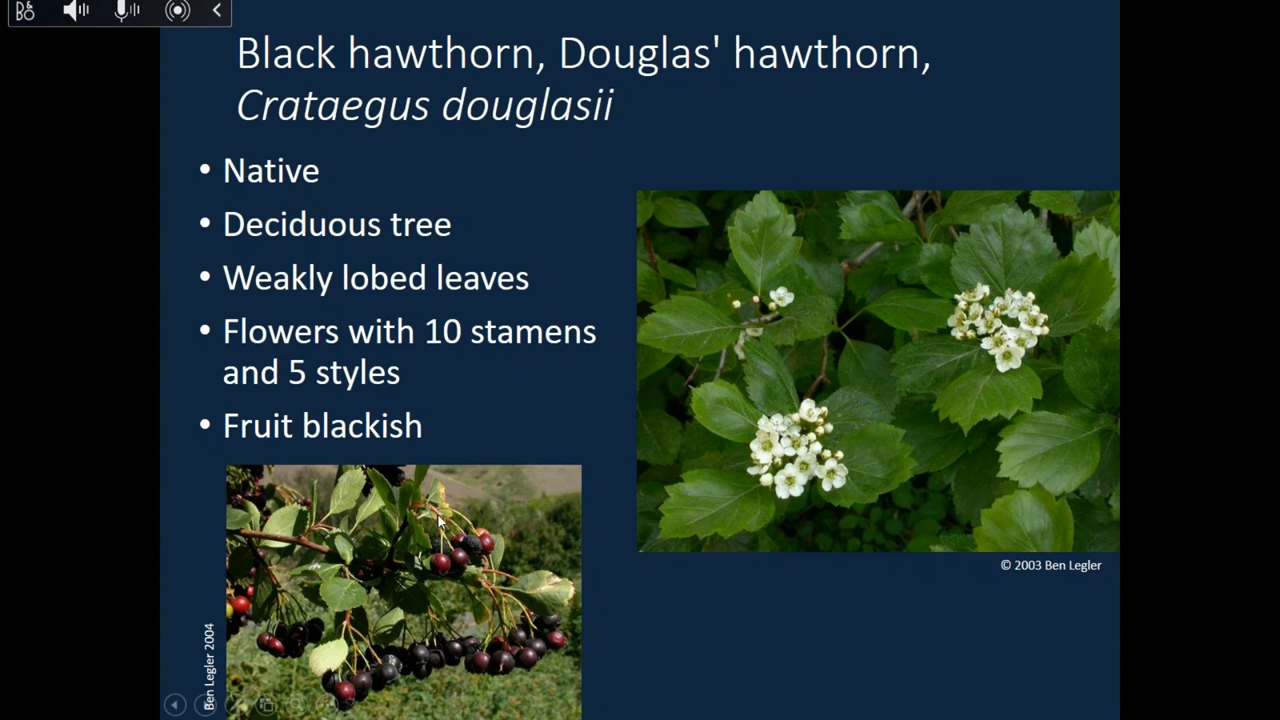 B&O
Black hawthorn, Douglas' hawthorn,
Crataegus douglasii
• Native
• Deciduous tree
• Weakly lobed leaves
• Flowers with 10 stamens
and 5 styles
• Fruit blackish
© 2003 Ben Legler
Ben Legler 2004